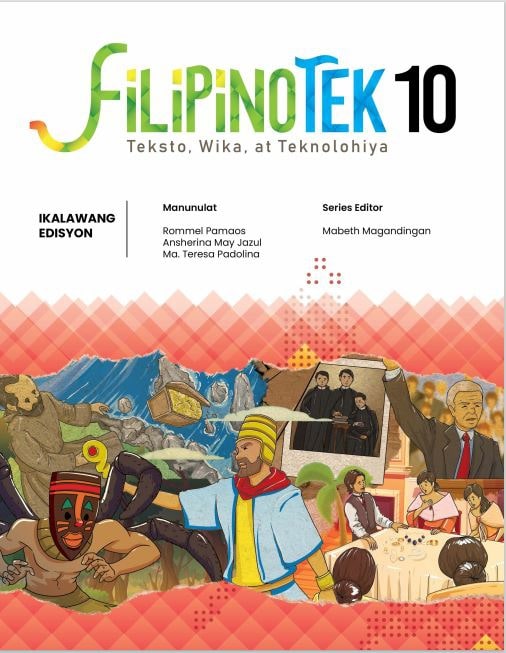 FiLiPiNOTEK 10
Teksto, Wika, at Teknolohiya
IKALAWANG
EDISYON
Manunulat
Rommel Pamaos
Ansherina May Jazul
Ma. Teresa Padolina
Series Editor
Mabeth Magandingan